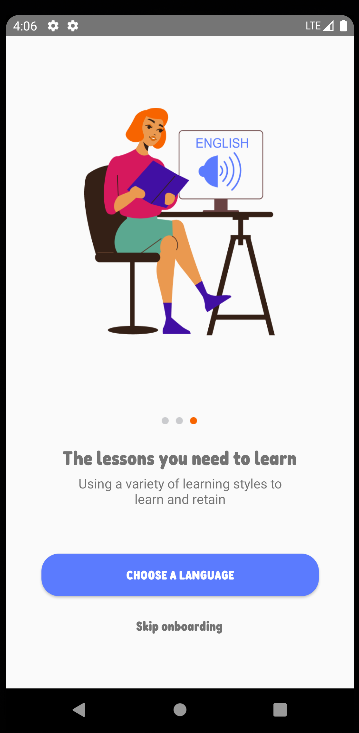 4:06
LTE
ENGLISH
The lessons you need to learn
Using a variety of learning styles to
learn and retain
CHOOSE A LANGUAGE
Skip onboarding